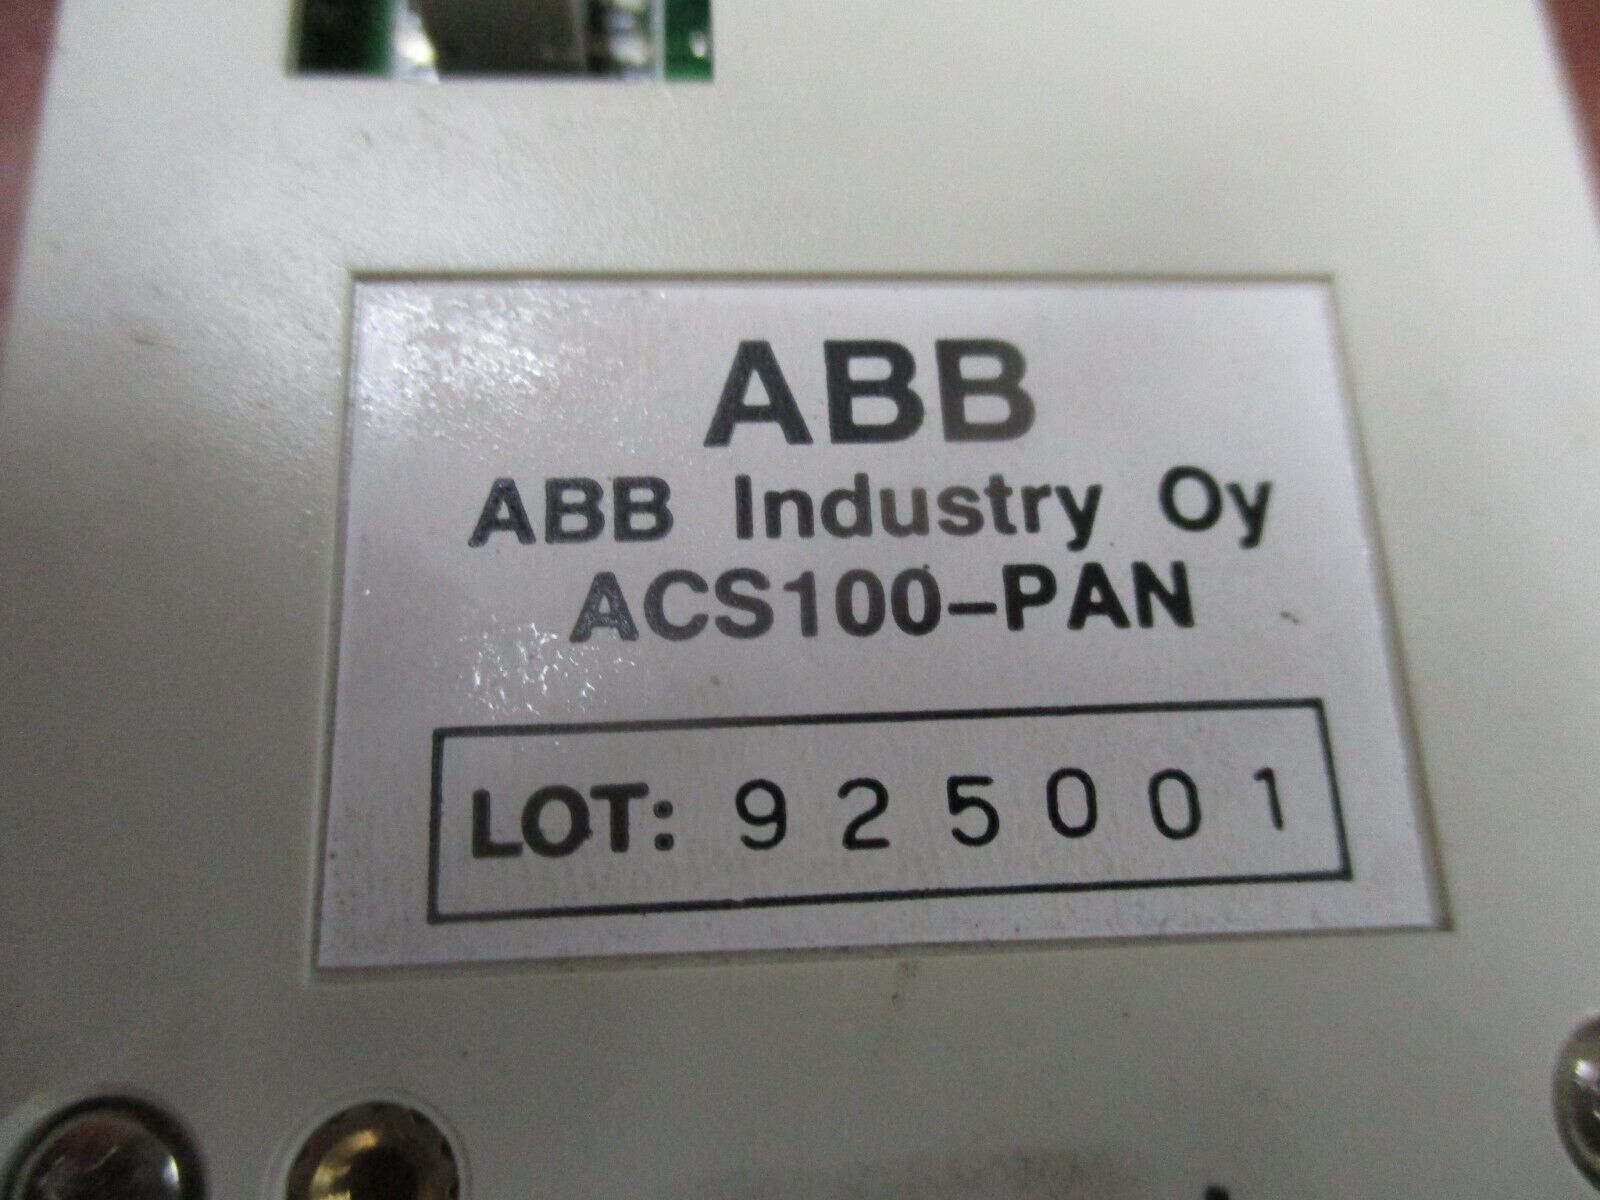 ABB
ABB Industry Oy
ACS100-PAN
LOT: 925001